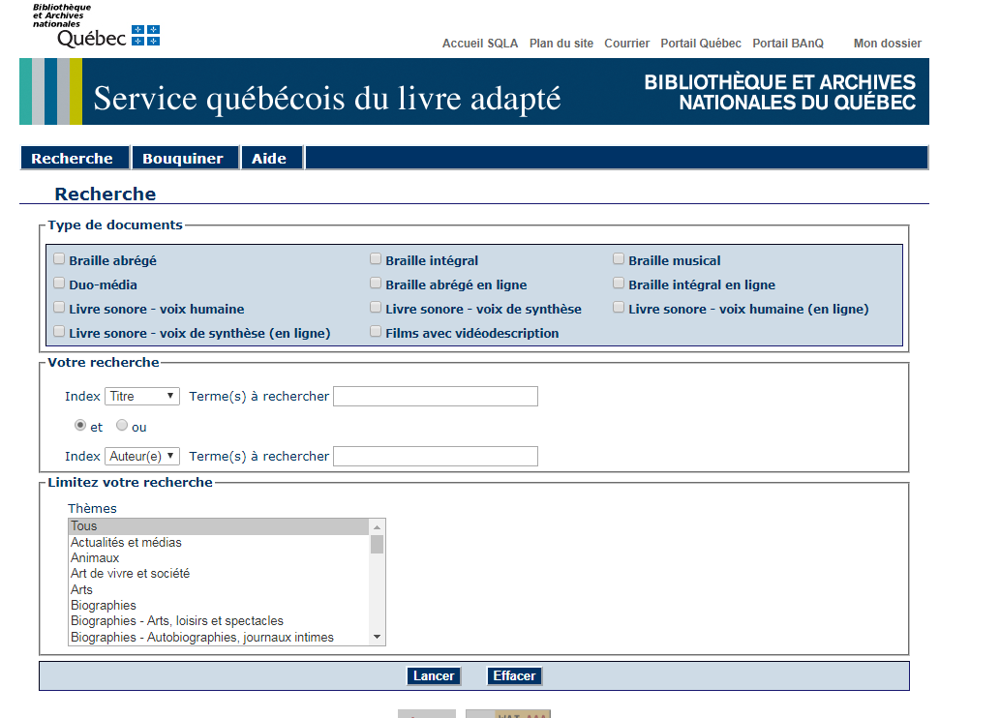 Bibliothèque
et Archives
nationales
Québec
Accueil SQLA Plan du site Courrier Portail Québec Portail BAnQ Mon dossier
Service québécois du livre adapté
BIBLIOTHÈQUE ET ARCHIVES
NATIONALES DU QUÉBEC
Recherche Bouquiner Aide
Recherche
Type de documents
Braille abrégé Braille intégral Braille musical
Duo-média Braille abrégé en ligne Braille intégral en ligne
Livre sonore - voix humaine Livre sonore - voix de synthèse Livre sonore - voix humaine (en ligne)
Livre sonore - voix de synthèse (en ligne) Films avec vidéodescription
Votre recherche
Index Titre Terme(s) à rechercher
et ou
Index Auteur(e) Terme(s) à rechercher
Limitez votre recherche
Thèmes
Tous
Actualités et médias
Animaux
Art de vivre et société
Arts
Biographies
Biographies - Arts, loisirs et spectacles
Biographies - Autobiographies, journaux intimes
Lancer Effacer